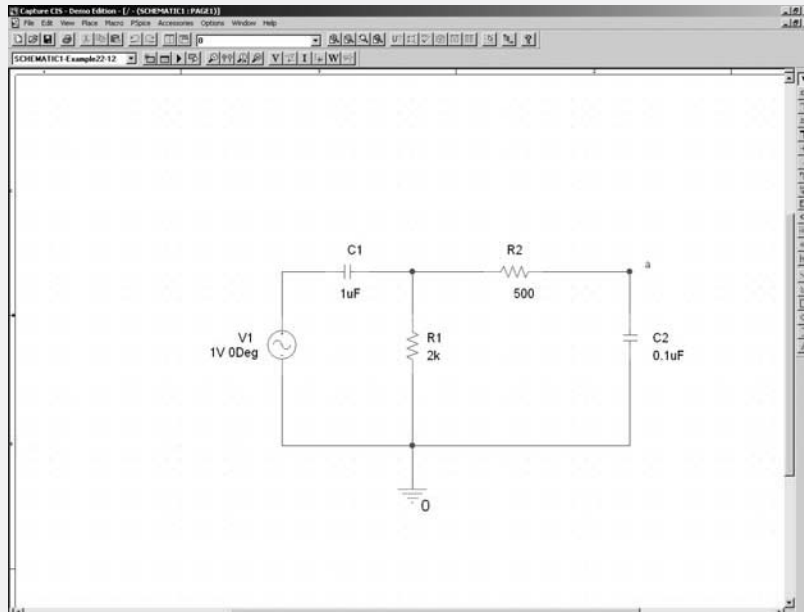 Capture CIS - Demo Edition - [/ - (SCHEMATIC1 : PAGE1)]
File Edit View Place Macro PSpice Accessories Options Window Help
0
SCHEMATIC1-Example22-12
V I W
C1
1uF
R2
500
a
V1
1V 0Deg
R1
2k
C2
0.1uF
0